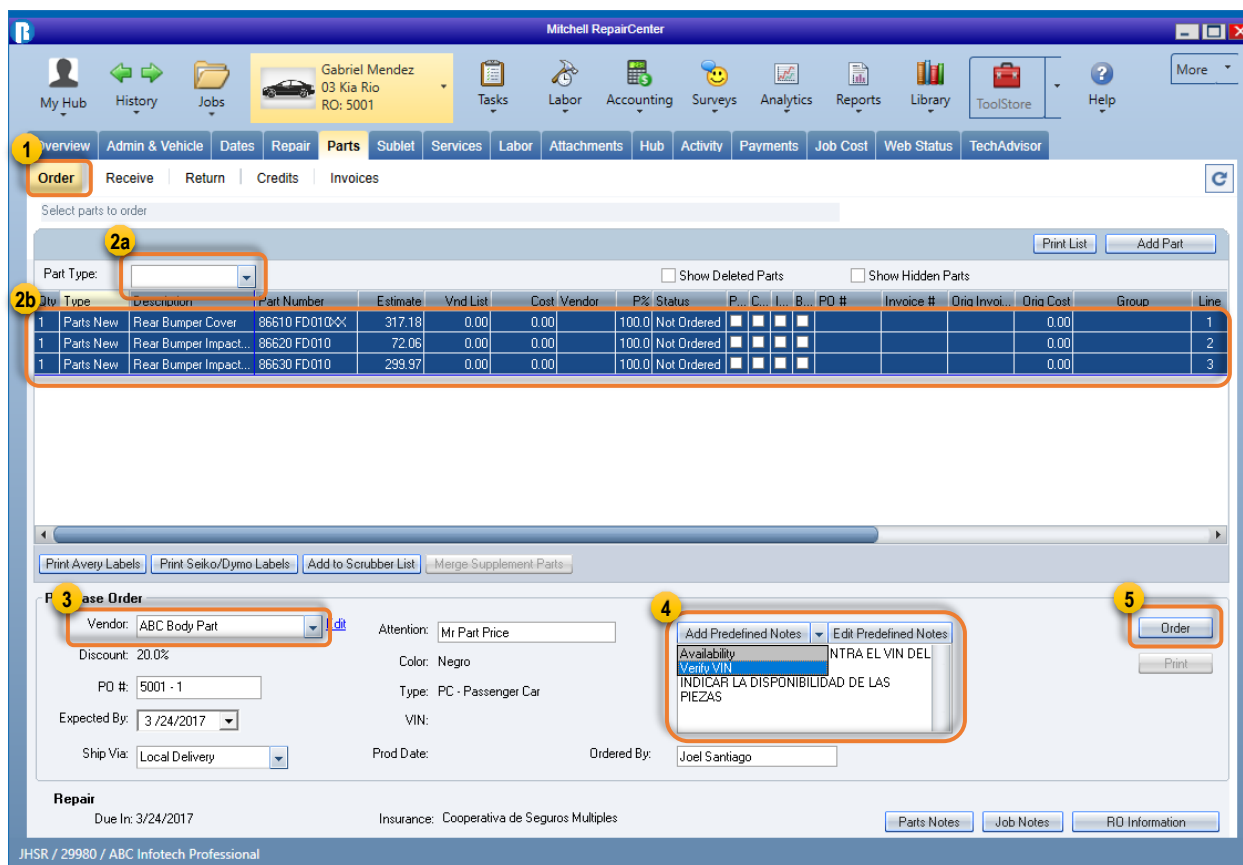 Mitchell RepairCenter
My Hub
History
Jobs
Gabriel Mendez
03 Kia Rio
RO: 5001
Tasks
Labor
Accounting
Surveys
Analytics
Reports
Library
ToolStore
Help
More
1
Overview Admin & Vehicle Dates Repair Parts Sublet Services Labor Attachments Hub Activity Payments Job Cost Web Status TechAdvisor
Order Receive Return Credits Invoices
Select parts to order
2a
Print List Add Part
Part Type:
Show Deleted Parts Show Hidden Parts
2b
Qty Type Description Part Number Estimate Vnd List Cost Vendor P% Status P... C... I... B... PO # Invoice # Orig Invoi... Orig Cost Group Line
1 Parts New Rear Bumper Cover 86610 FD010XX 317.18 0.00 0.00 100.0 Not Ordered 0.00 1
1 Parts New Rear Bumper Impact... 86620 FD010 72.06 0.00 0.00 100.0 Not Ordered 0.00 2
1 Parts New Rear Bumper Impact... 86630 FD010 299.97 0.00 0.00 100.0 Not Ordered 0.00 3
Print Avery Labels Print Seiko/Dymo Labels Add to Scrubber List Merge Supplement Parts
3
4
5
Vendor: ABC Body Part
Discount: 20.0%
PO #: 5001 - 1
Expected By: 3 /24/2017
Ship Via: Local Delivery
Attention: Mr Part Price
Color: Negro
Type: PC - Passenger Car
VIN:
Prod Date:
Add Predefined Notes Edit Predefined Notes
Availability
Verify VIN
EL VIN DEL
INDICAR LA DISPONIBILIDAD DE LAS
PIEZAS
Ordered By: Joel Santiago
Order
Print
Repair
Due In: 3/24/2017
Insurance: Cooperativa de Seguros Multiples
Parts Notes Job Notes RO Information
JHSR / 29980 / ABC Infotech Professional